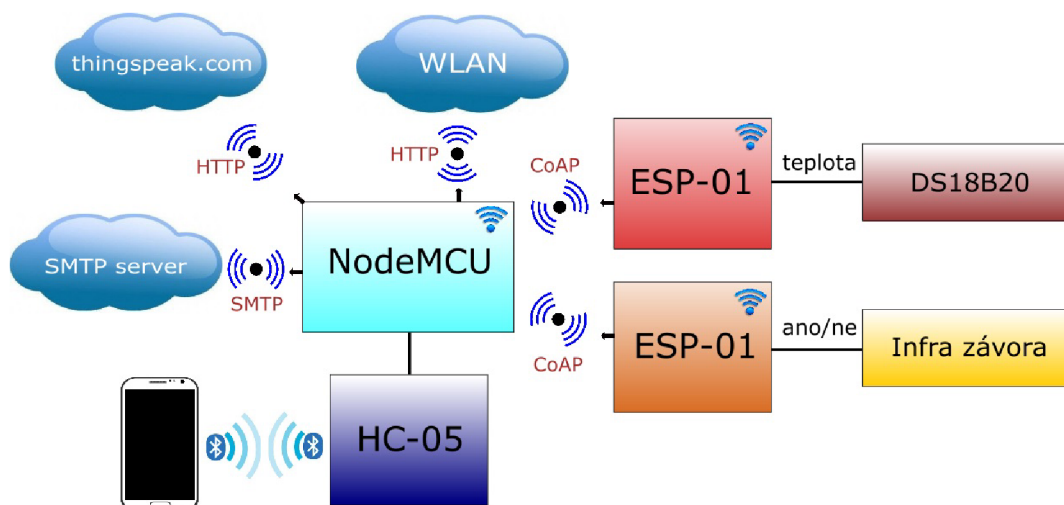 thingspeak.com
WLAN
HTTP
HTTP
CoAP
ESP-01
teplota
DS18B20
SMTP server
SMTP
NodeMCU
CoAP
ESP-01
ano/ne
Infra závora
HC-05